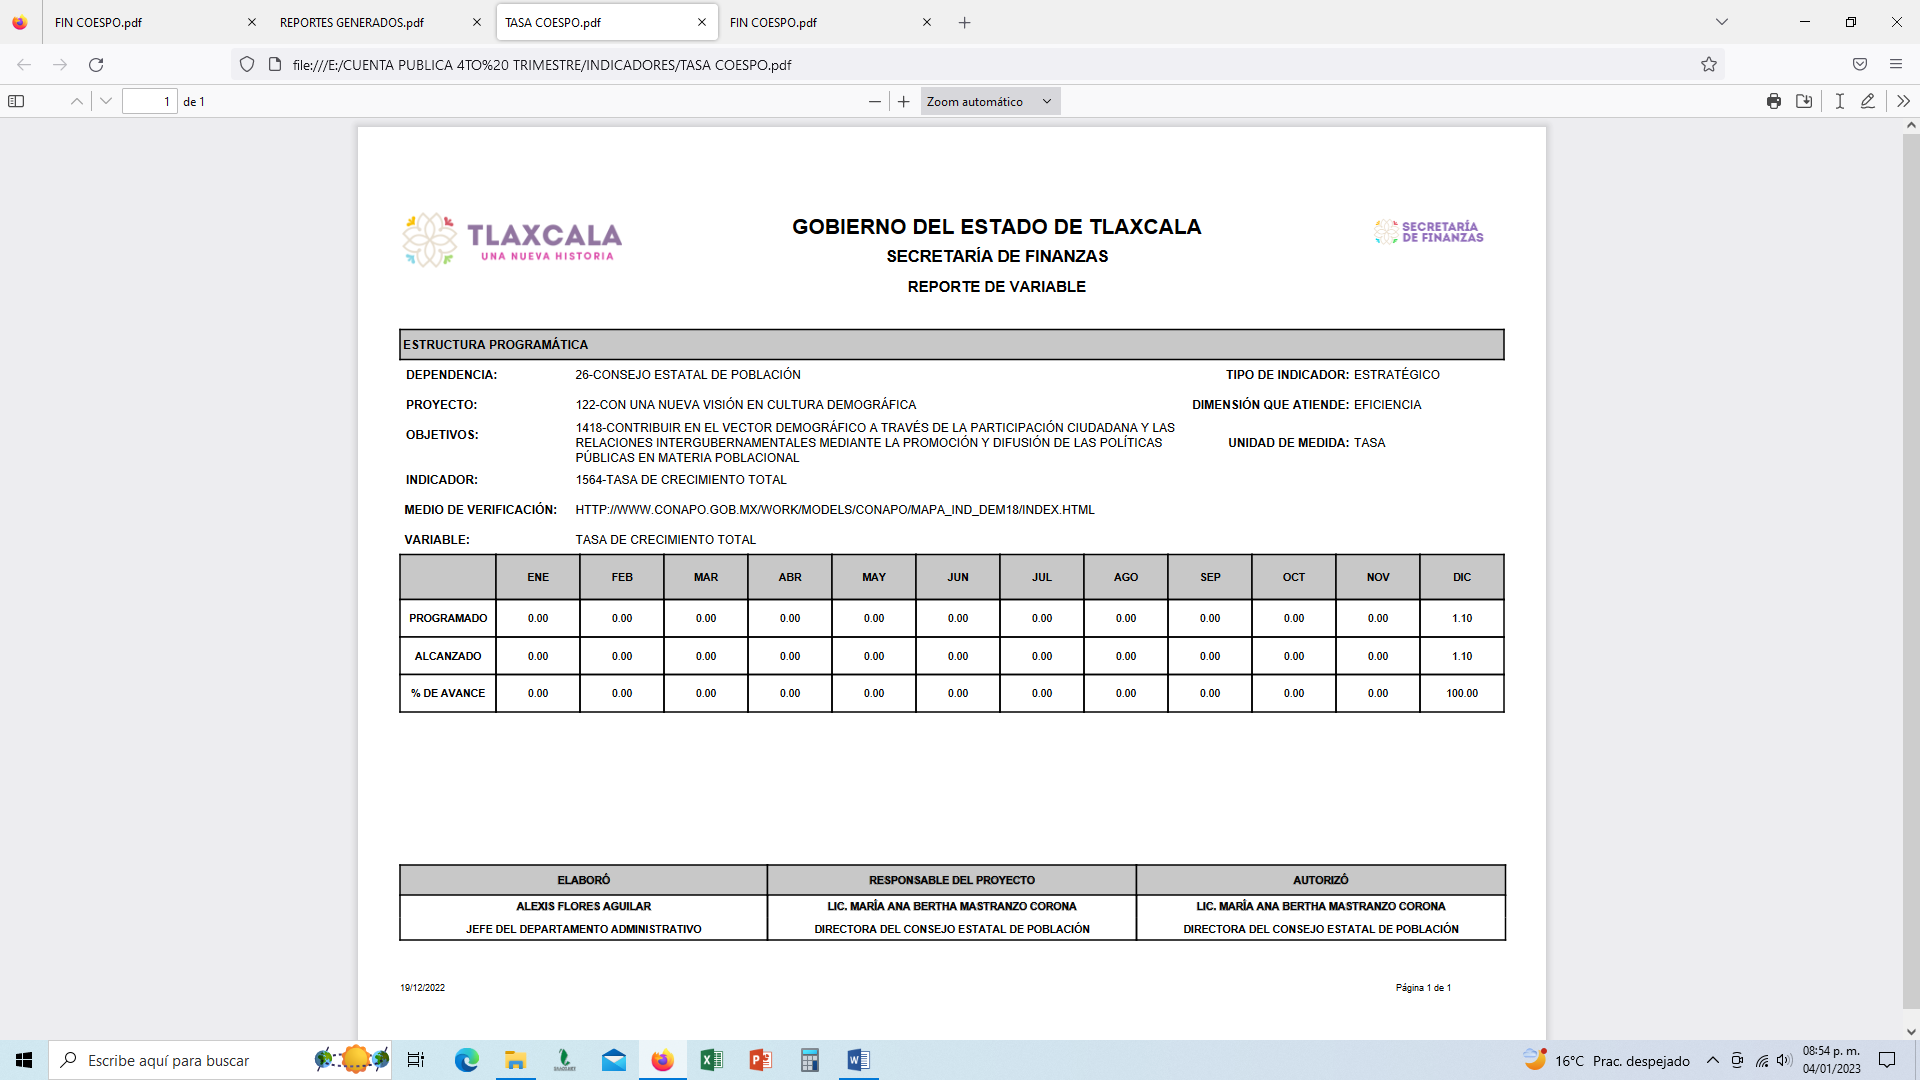 FIN COESPO.pdf
REPORTES GENERADOS.pdf
TASA COESPO.pdf
FIN COESPO.pdf
file:///E:/CUENTA PUBLICA 4TO%20 TRIMESTRE/INDICADORES/TASA COESPO.pdf
1 de 1
Zoom automático
TLAXCALA
UNA NUEVA HISTORIA
GOBIERNO DEL ESTADO DE TLAXCALA
SECRETARÍA DE FINANZAS
REPORTE DE VARIABLE
SECRETARÍA
DE FINANZAS
ESTRUCTURA PROGRAMÁTICA
DEPENDENCIA: 26-CONSEJO ESTATAL DE POBLACIÓN TIPO DE INDICADOR: ESTRATÉGICO
PROYECTO: 122-CON UNA NUEVA VISIÓN EN CULTURA DEMOGRÁFICA DIMENSIÓN QUE ATIENDE: EFICIENCIA
OBJETIVOS: 1418-CONTRIBUIR EN EL VECTOR DEMOGRÁFICO A TRAVÉS DE LA PARTICIPACIÓN CIUDADANA Y LAS
RELACIONES INTERGUBERNAMENTALES MEDIANTE LA PROMOCIÓN Y DIFUSIÓN DE LAS POLÍTICAS
PÚBLICAS EN MATERIA POBLACIONAL
UNIDAD DE MEDIDA: TASA
INDICADOR: 1564-TASA DE CRECIMIENTO TOTAL
MEDIO DE VERIFICACIÓN: HTTP://WWW.CONAPO.GOB.MX/WORK/MODELS/CONAPO/MAPA_IND_DEM18/INDEX.HTML
VARIABLE: TASA DE CRECIMIENTO TOTAL
ENE FEB MAR ABR MAY JUN JUL AGO SEP OCT NOV DIC
PROGRAMADO 0.00 0.00 0.00 0.00 0.00 0.00 0.00 0.00 0.00 0.00 0.00 1.10
ALCANZADO 0.00 0.00 0.00 0.00 0.00 0.00 0.00 0.00 0.00 0.00 0.00 1.10
% DE AVANCE 0.00 0.00 0.00 0.00 0.00 0.00 0.00 0.00 0.00 0.00 0.00 100.00
ELABORÓ RESPONSABLE DEL PROYECTO AUTORIZÓ
ALEXIS FLORES AGUILAR LIC. MARÍA ANA BERTHA MASTRANZO CORONA LIC. MARÍA ANA BERTHA MASTRANZO CORONA
JEFE DEL DEPARTAMENTO ADMINISTRATIVO DIRECTORA DEL CONSEJO ESTATAL DE POBLACIÓN DIRECTORA DEL CONSEJO ESTATAL DE POBLACIÓN
19/12/2022 Página 1 de 1
Escribe aquí para buscar
16°C Prac. despejado
08:54 p. m.
04/01/2023